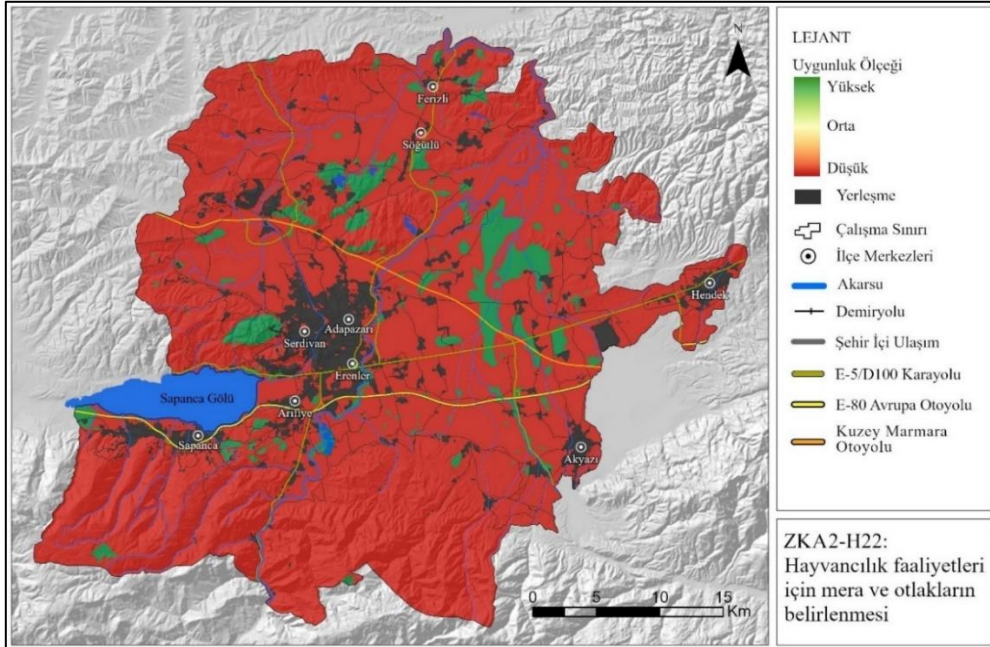 N
Ferizli
Söğütlü
Hendek
Adapazarı
Serdivan
Erenler
Sapanca Gölü
Arifiye
Sapanca
Akyazı
0 5 10 15
Km
LEJANT
Uygunluk Ölçeği
Yüksek
Orta
Düşük
Yerleşme
Çalışma Sınırı
İlçe Merkezleri
Akarsu
Demiryolu
Şehir İçi Ulaşım
E-5/D100 Karayolu
E-80 Avrupa Otoyolu
Kuzey Marmara
Otoyolu
ZKA2-H22:
Hayvancılık faaliyetleri
için mera ve otlakların
belirlenmesi